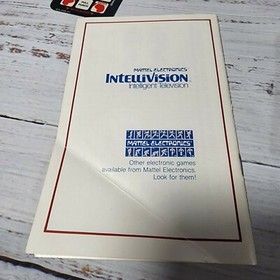 MATTEL ELECTRONICS
INTELLIVISION
Intelligent Television
MATTEL ELECTRONICS
Other electronic games
available from Mattel Electronics.
Look for them!